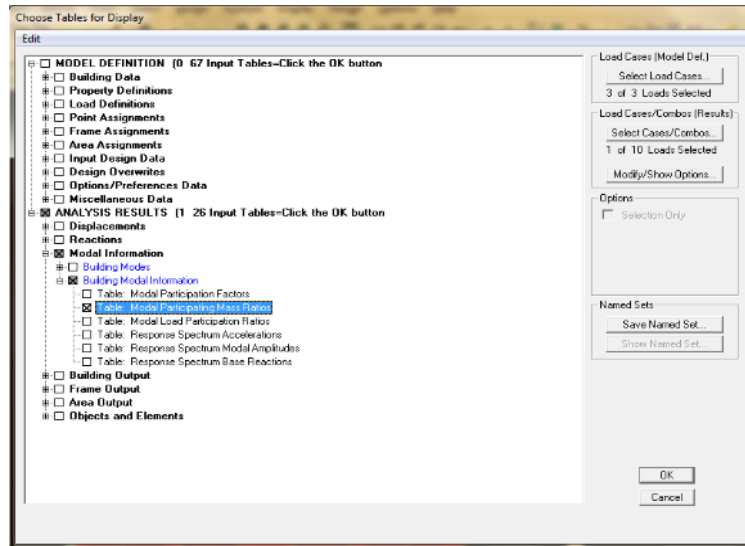 Choose Tables for Display
Edit
MODEL DEFINITION (0 67 Input Tables=Click the OK button
Building Data
Property Definitions
Load Definitions
Point Assignments
Frame Assignments
Area Assignments
Input Design Data
Design Overwrites
Options/Preferences Data
Miscellaneous Data
ANALYSIS RESULTS (1 26 Input Tables=Click the OK button
Displacements
Reactions
Modal Information
Building Modes
Building Modal Information
Table: Modal Participation Factors
Table: Modal Participating Mass Ratios
Table: Modal Load Participation Ratios
Table: Response Spectrum Accelerations
Table: Response Spectrum Modal Amplitudes
Table: Response Spectrum Base Reactions
Building Output
Frame Output
Area Output
Objects and Elements
Load Cases (Model Def.)
Select Load Cases...
3 of 3 Loads Selected
Load Cases/Combos (Results)
Select Cases/Combos...
1 of 10 Loads Selected
Modify/Show Options...
Options
Selection Only
Named Sets
Save Named Set...
Show Named Set...
OK
Cancel